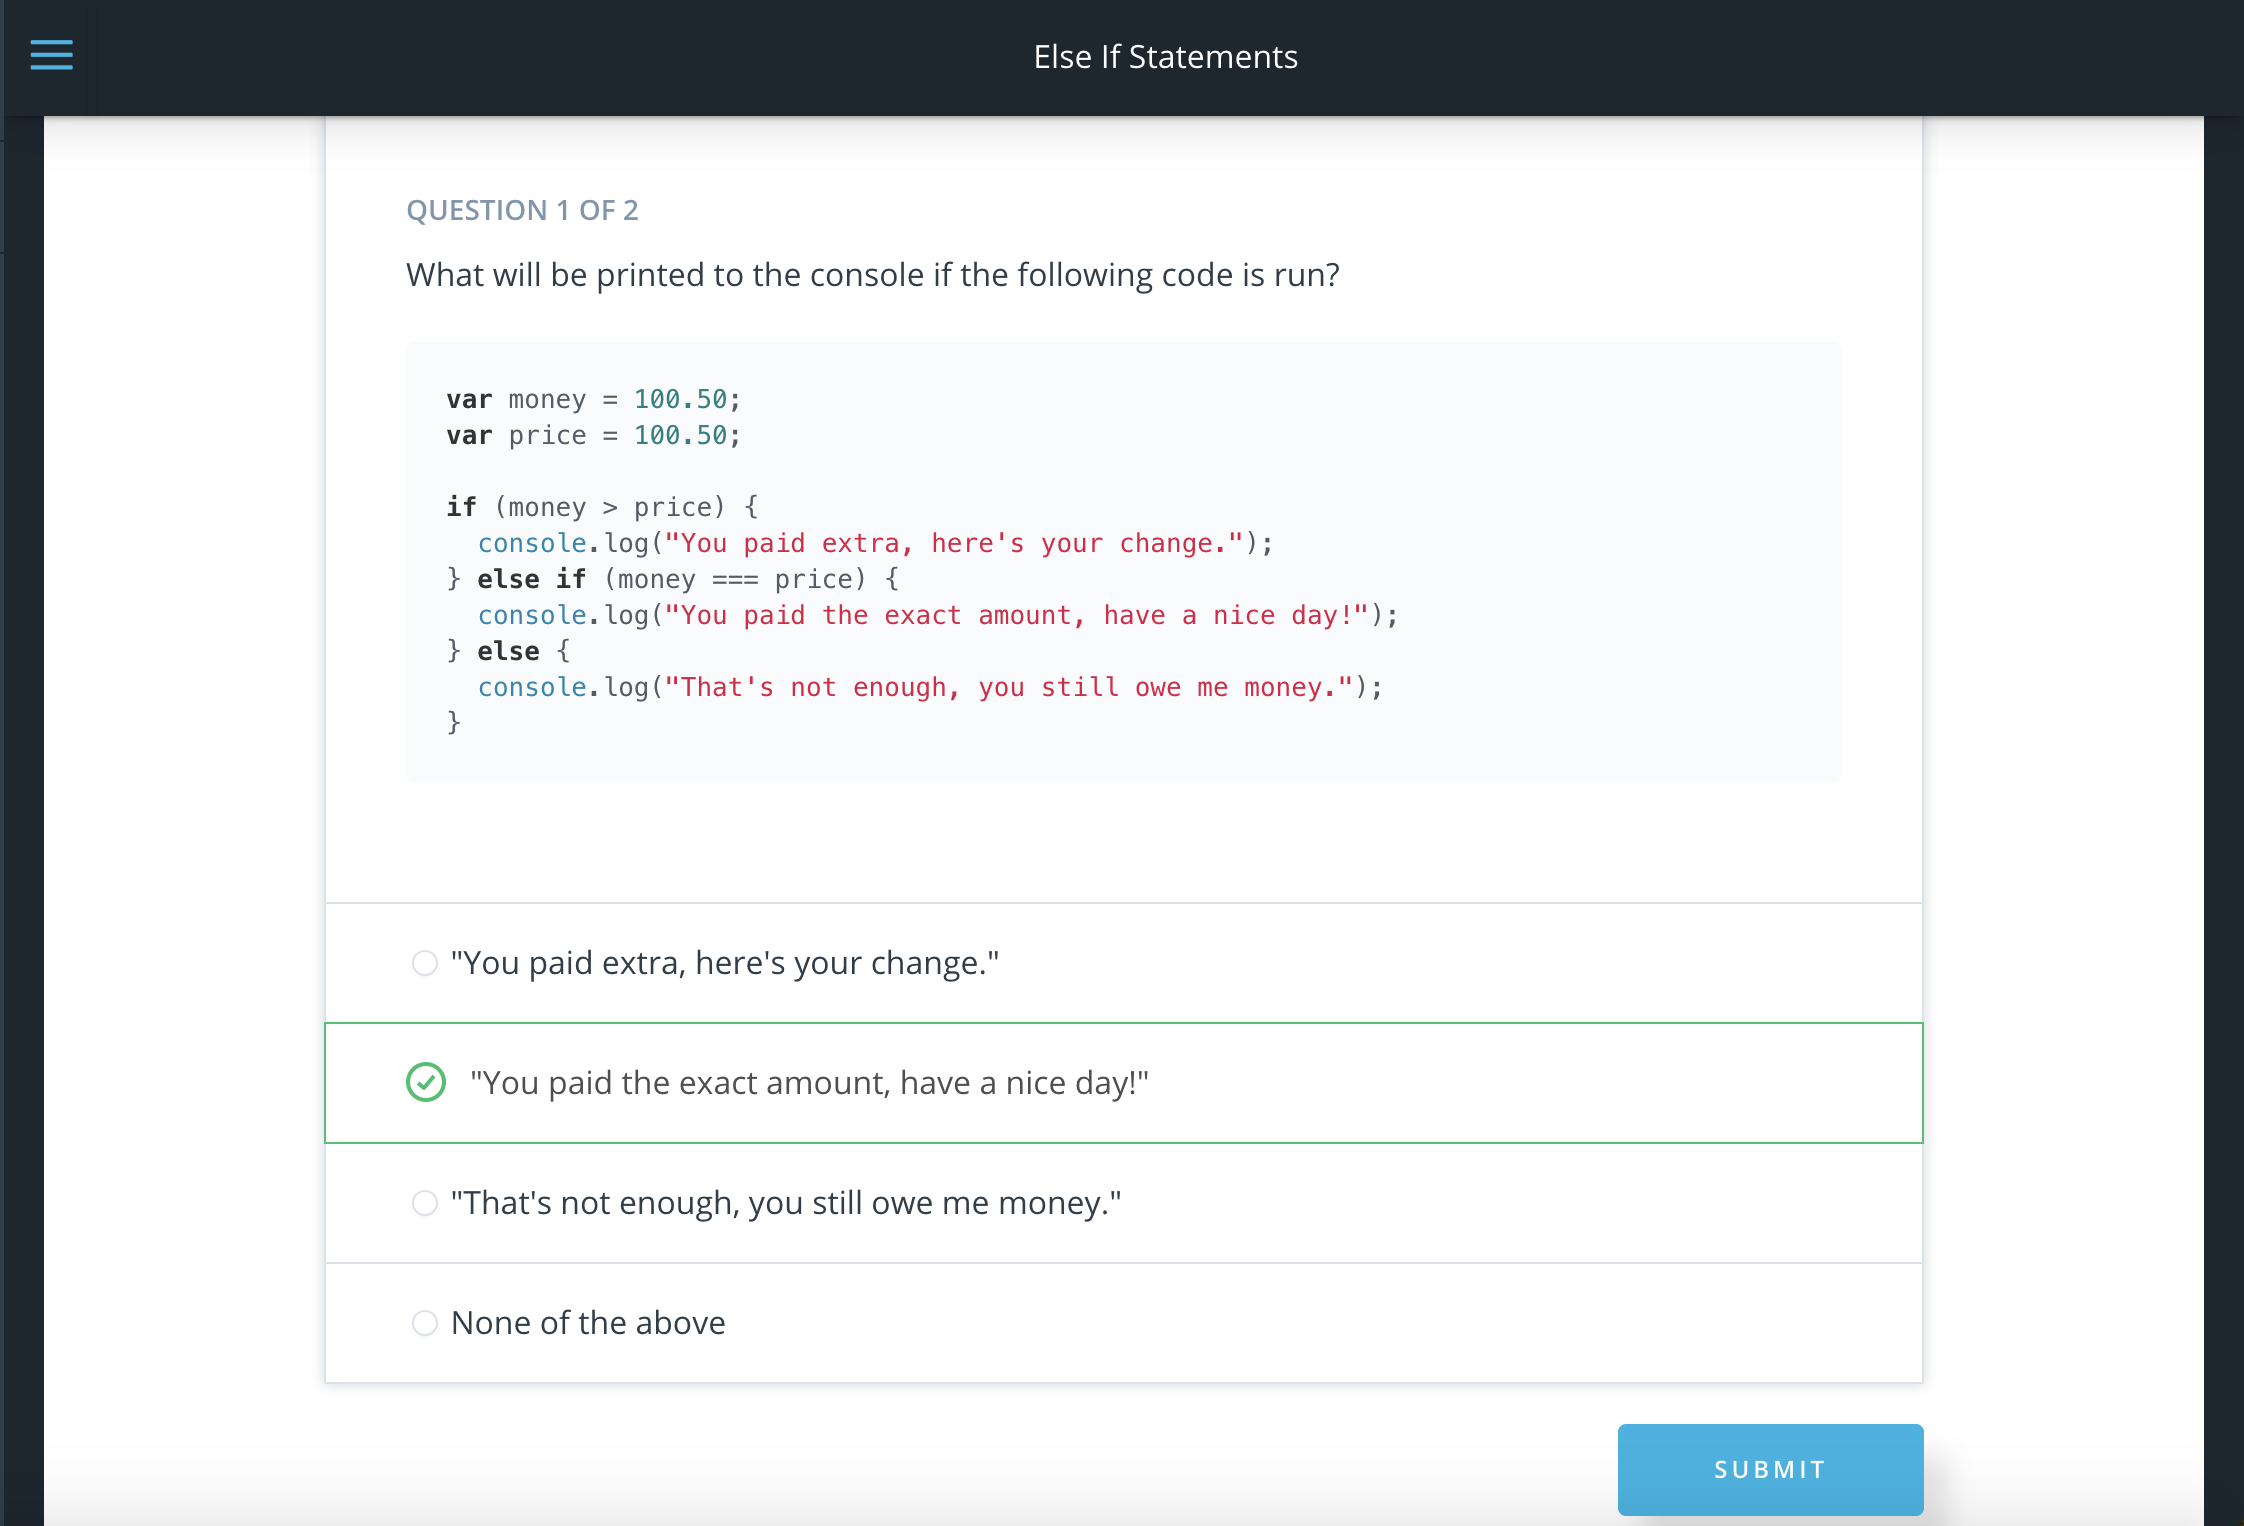 Else If Statements
QUESTION 1 OF 2
What will be printed to the console if the following code is run?
var money = 100.50;
var price = 100.50;
if (money > price) {
  console.log("You paid extra, here's your change.");
} else if (money === price) {
  console.log("You paid the exact amount, have a nice day!");
} else {
  console.log("That's not enough, you still owe me money.");
}
"You paid extra, here's your change."
"You paid the exact amount, have a nice day!"
"That's not enough, you still owe me money."
None of the above
SUBMIT